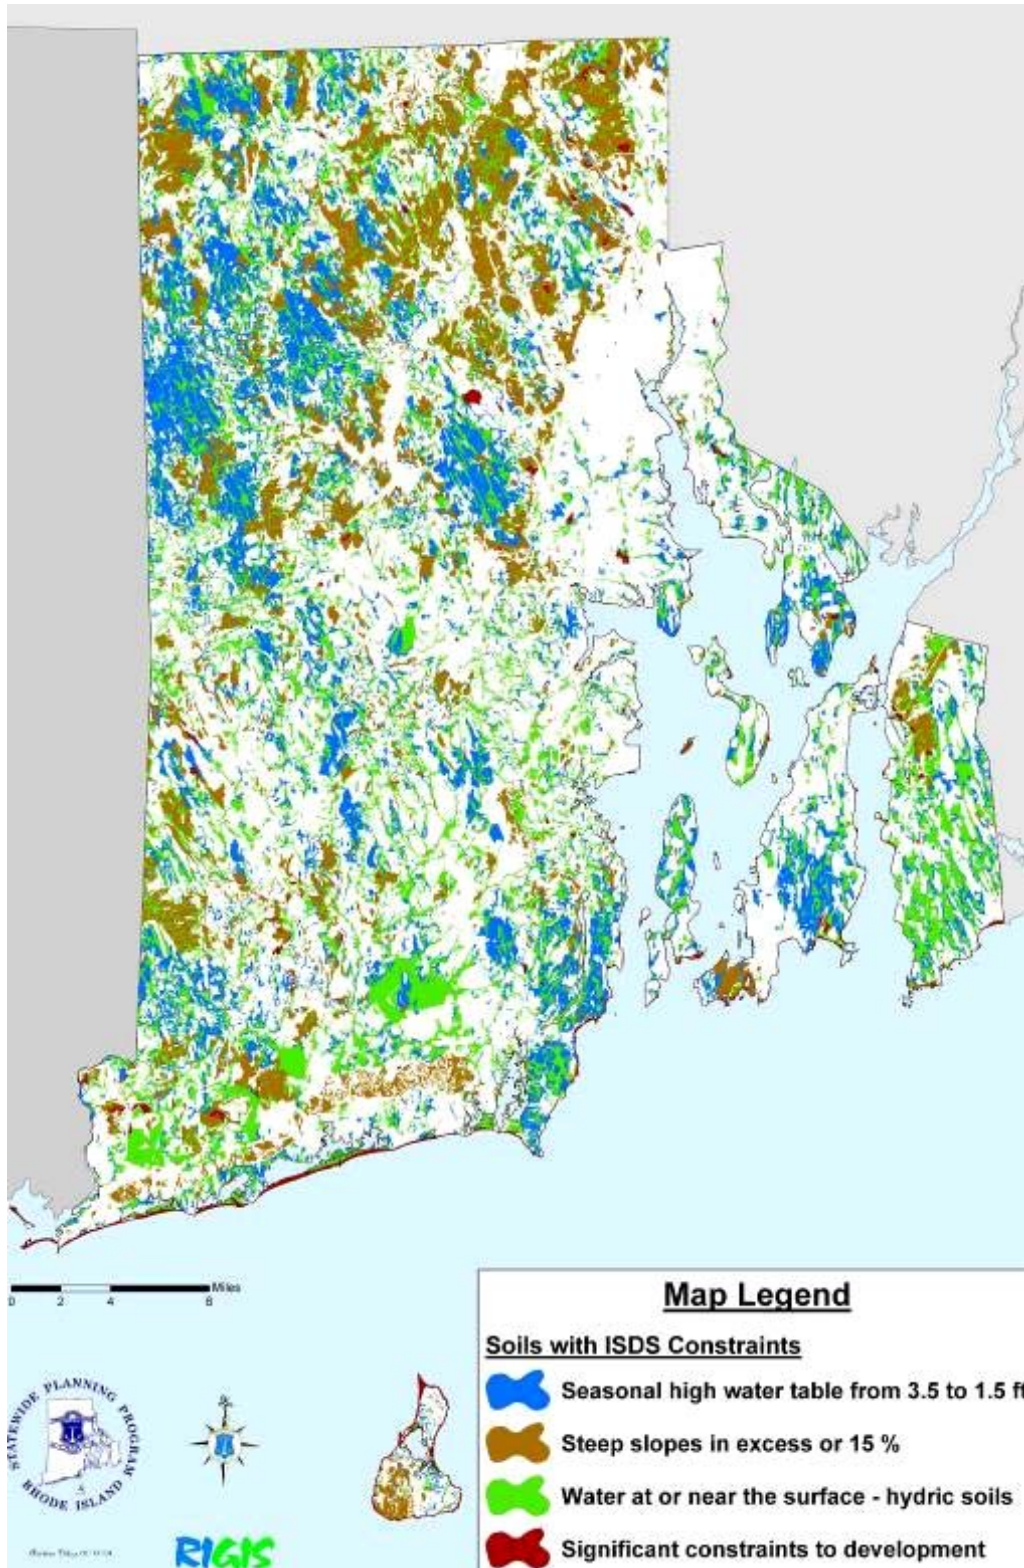 Miles
0 2 4 8
Map Legend
Soils with ISDS Constraints
Seasonal high water table from 3.5 to 1.5 ft
Steep slopes in excess or 15 %
Water at or near the surface - hydric soils
Significant constraints to development
STATEWIDE PLANNING PROGRAM
RHODE ISLAND
N
RIGIS